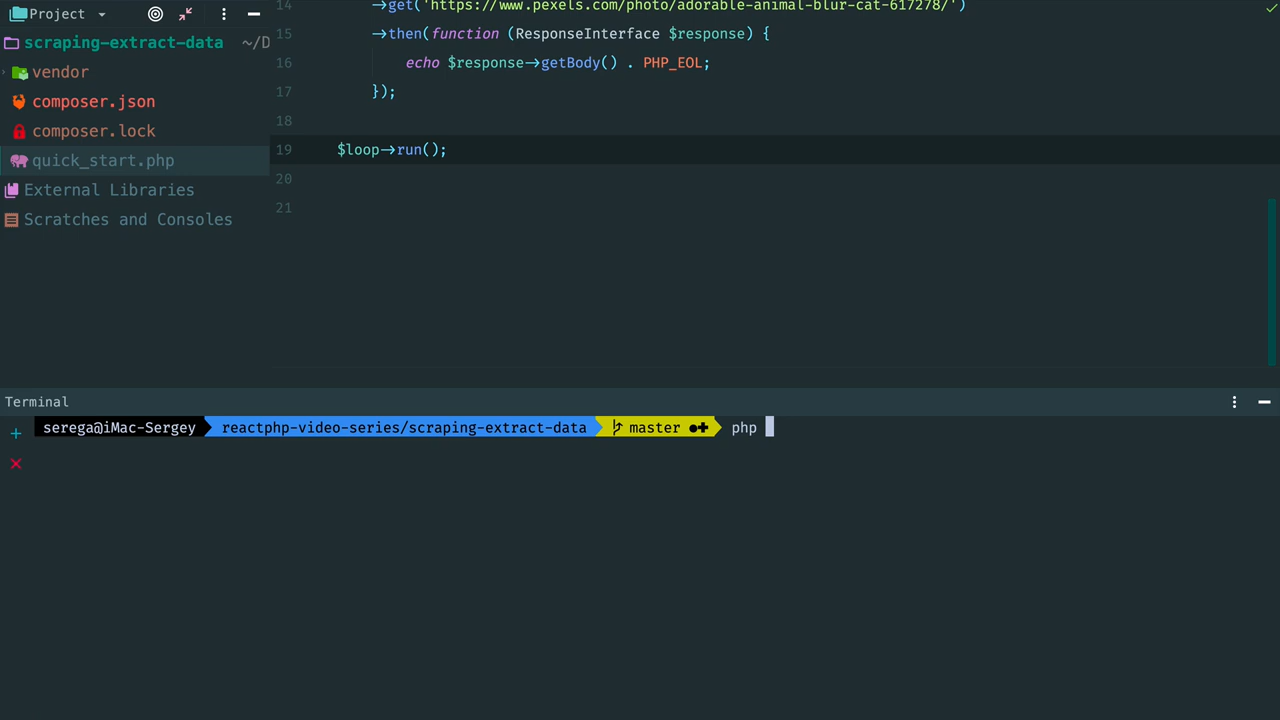 Project
scraping-extract-data ~/D
vendor
composer.json
composer.lock
quick_start.php
External Libraries
Scratches and Consoles
14 ->get('https://www.pexels.com/photo/adorable-animal-blur-cat-617278/')
15 ->then(function (ResponseInterface $response) {
16 echo $response->getBody() . PHP_EOL;
17 });
18
19 $loop->run();
20
21
Terminal
serega@iMac-Sergey reactphp-video-series/scraping-extract-data master php